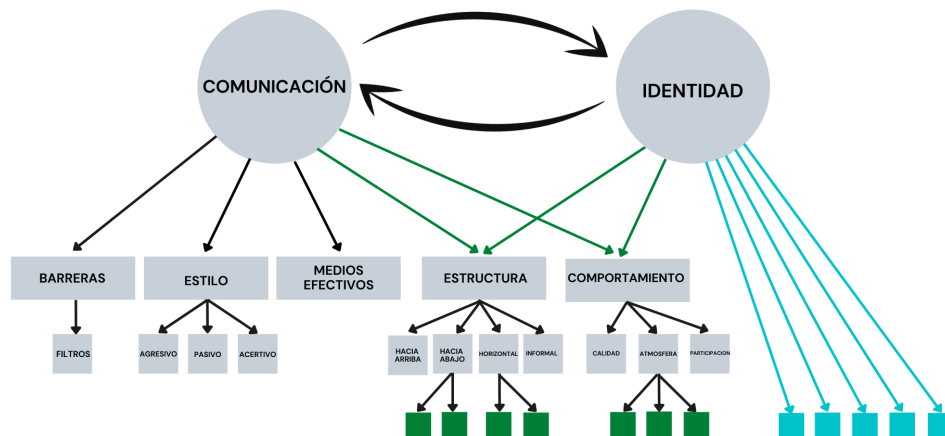 COMUNICACIÓN
IDENTIDAD
BARRERAS
ESTILO
MEDIOS
EFECTIVOS
ESTRUCTURA
COMPORTAMIENTO
FILTROS
AGRESIVO
PASIVO
ACERTIVO
HACIA
ARRIBA
HACIA
ABAJO
HORIZONTAL
INFORMAL
CALIDAD
ATMOSFERA
PARTICIPACION